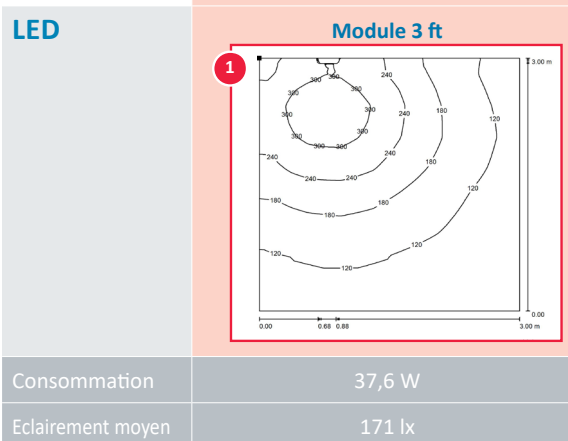 LED
Module 3 ft
1
3.00 m
300 300 240
300
300 300 240 180
300
300 300 240
240 180
240 240
120
180 180
180
120 120
120
0.00
0.00 0.68 0.88 3.00 m
Consommation 37,6 W
Eclairement moyen 171 lx